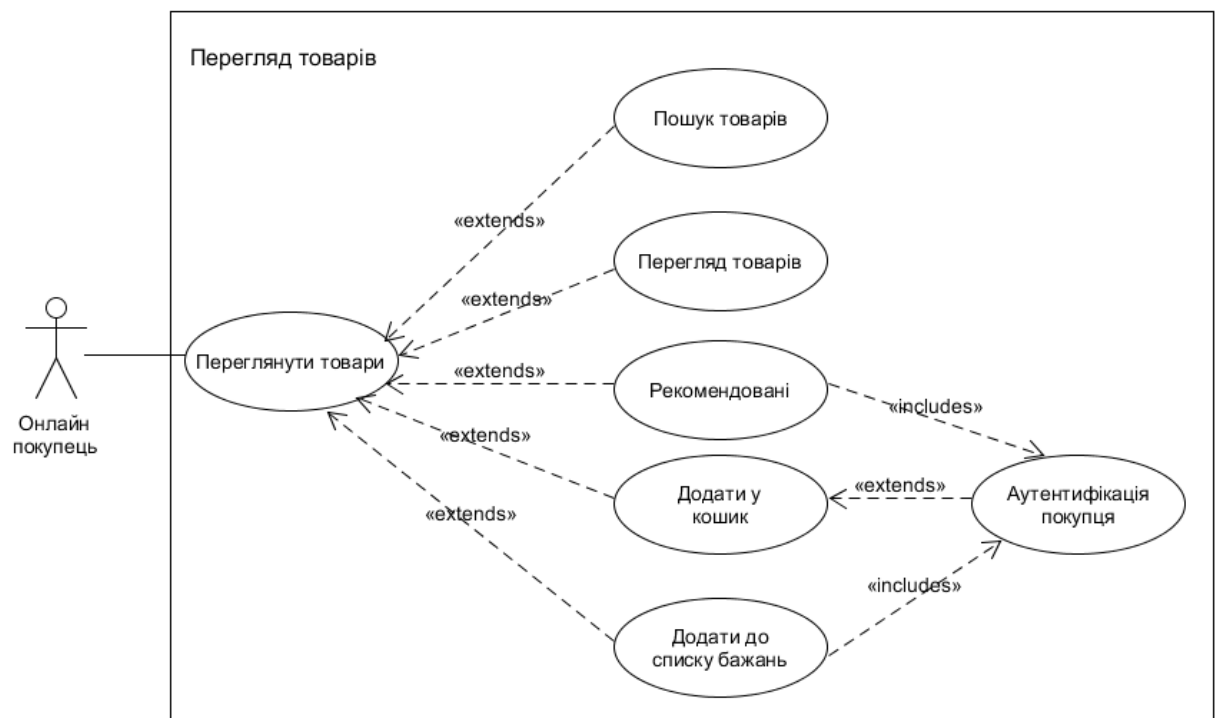 Перегляд товарів
Пошук товарів
«extends»
Перегляд товарів
«extends»
Переглянути товари
«extends»
Рекомендовані
«includes»
Онлайн
покупець
«extends»
Додати у
кошик
«extends»
Аутентифікація
покупця
«extends»
«includes»
Додати до
списку бажань